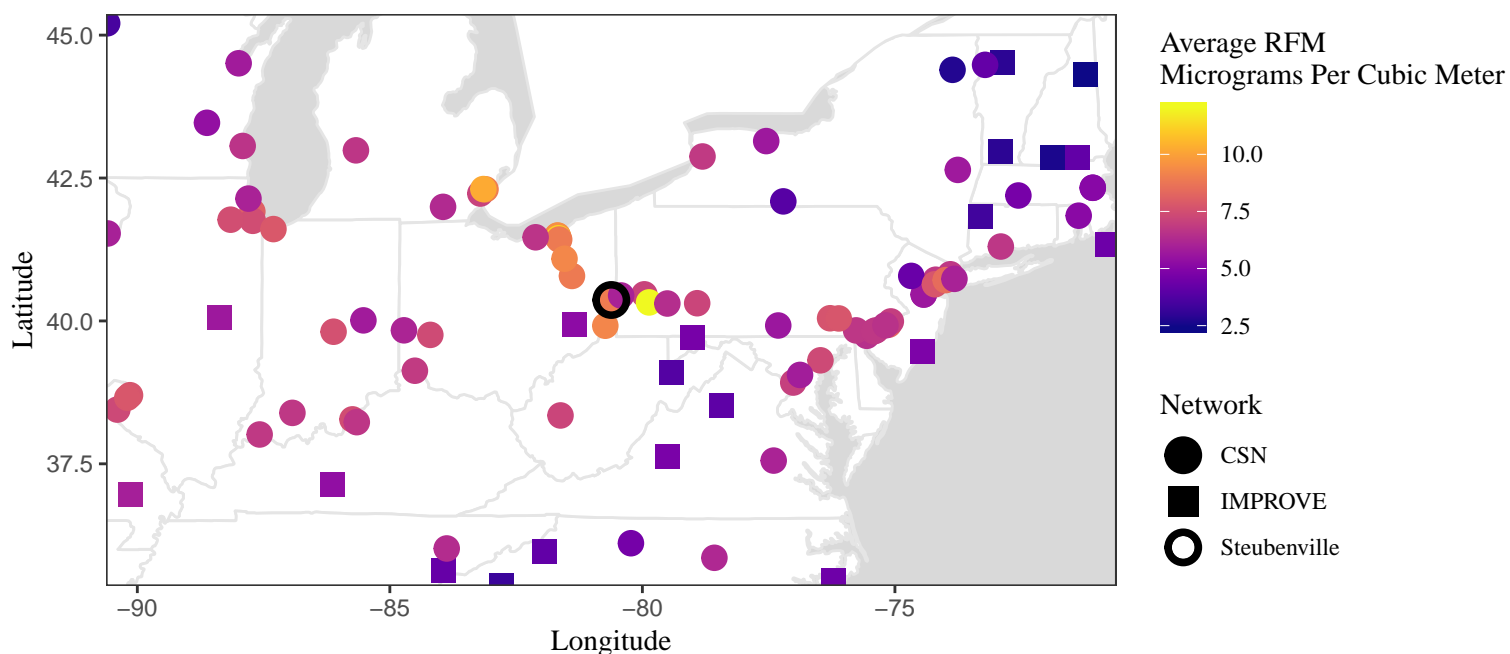 45.0
42.5
40.0
37.5
Latitude
−90
−85
−80
−75
Longitude
Average RFM
Micrograms Per Cubic Meter
10.0
7.5
5.0
2.5
Network
CSN
IMPROVE
Steubenville